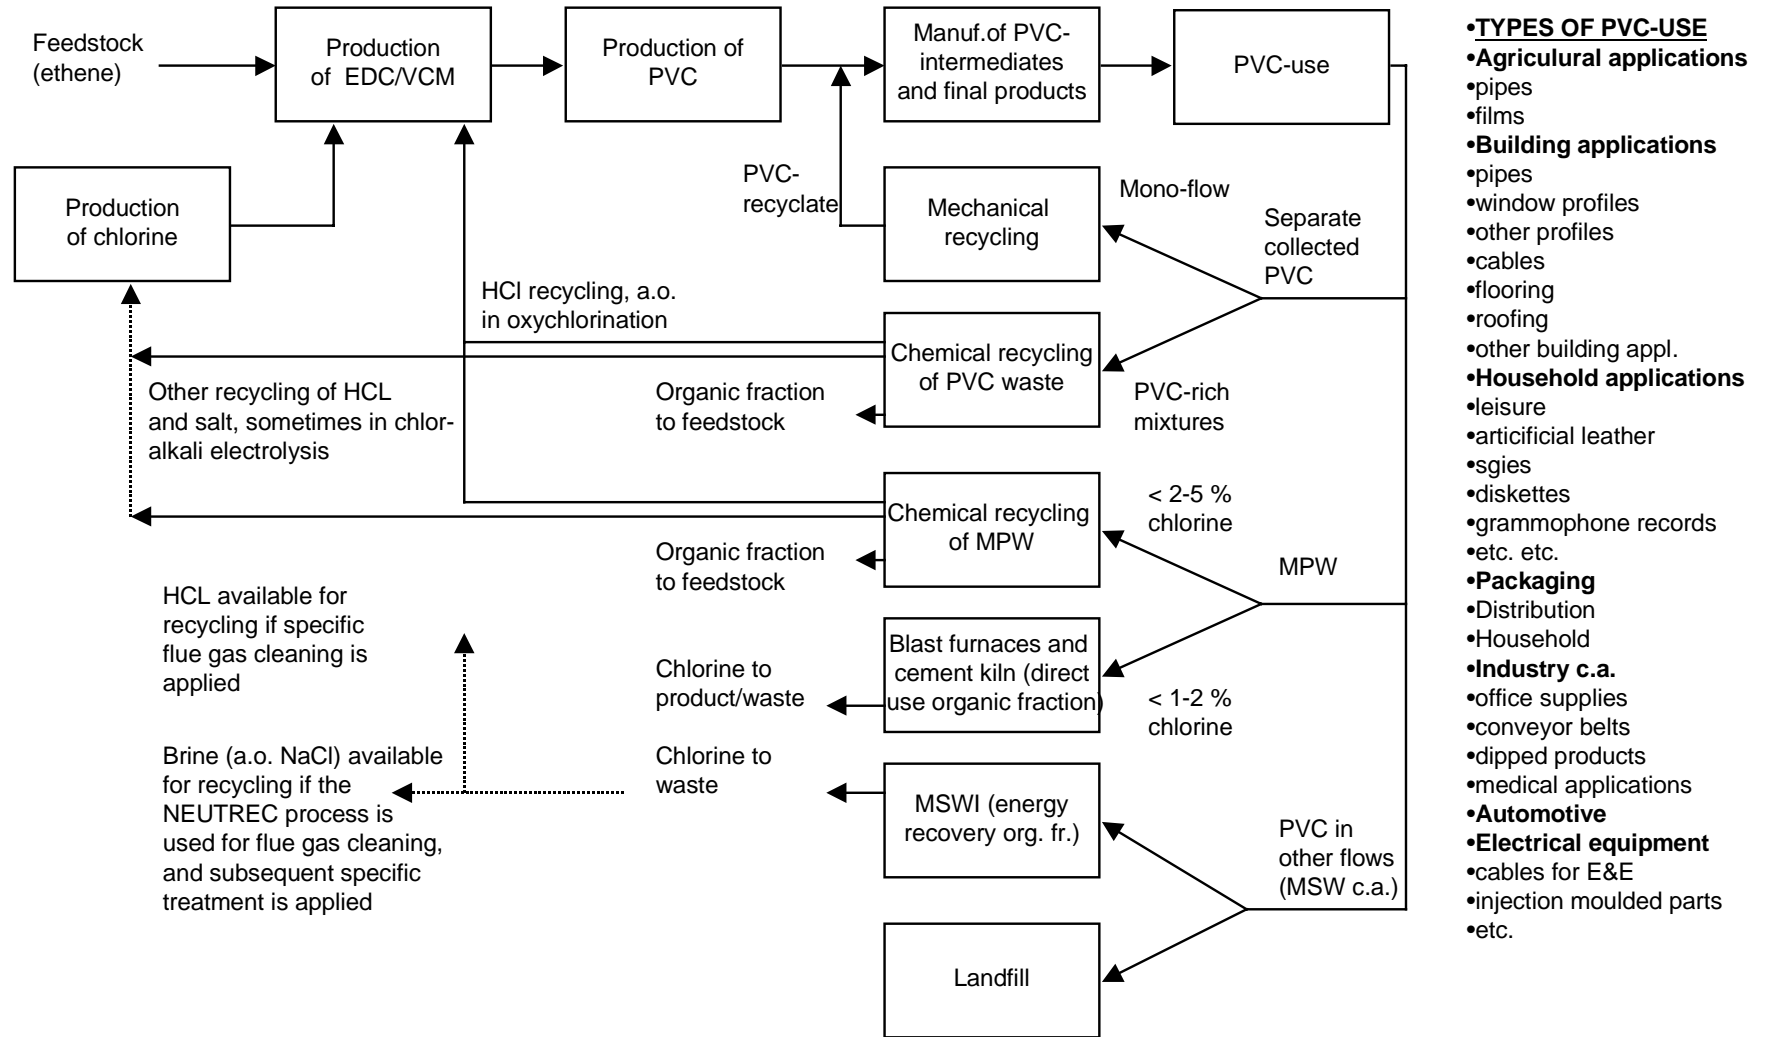 Feedstock
(ethene)
Production
of EDC/VCM
Production of
PVC
Manuf.of PVC-
intermediates
and final products
PVC-use
Production
of chlorine
PVC-
recyclate
Mechanical
recycling
Mono-flow
Separate
collected
PVC
HCl recycling, a.o.
in oxychlorination
Chemical recycling
of PVC waste
Other recycling of HCL
and salt, sometimes in chlor-
alkali electrolysis
Organic fraction
to feedstock
PVC-rich
mixtures
Chemical recycling
of MPW
< 2-5 %
chlorine
Organic fraction
to feedstock
MPW
HCL available for
recycling if specific
flue gas cleaning is
applied
Blast furnaces and
cement kiln (direct
use organic fraction)
Chlorine to
product/waste
< 1-2 %
chlorine
Brine (a.o. NaCl) available
for recycling if the
NEUTREC process is
used for flue gas cleaning,
and subsequent specific
treatment is applied
Chlorine to
waste
MSWI (energy
recovery org. fr.)
PVC in
other flows
(MSW c.a.)
Landfill
•TYPES OF PVC-USE
•Agriculural applications
•pipes
•films
•Building applications
•pipes
•window profiles
•other profiles
•cables
•flooring
•roofing
•other building appl.
•Household applications
•leisure
•articificial leather
•sgies
•diskettes
•grammophone records
•etc. etc.
•Packaging
•Distribution
•Household
•Industry c.a.
•office supplies
•conveyor belts
•dipped products
•medical applications
•Automotive
•Electrical equipment
•cables for E&E
•injection moulded parts
•etc.